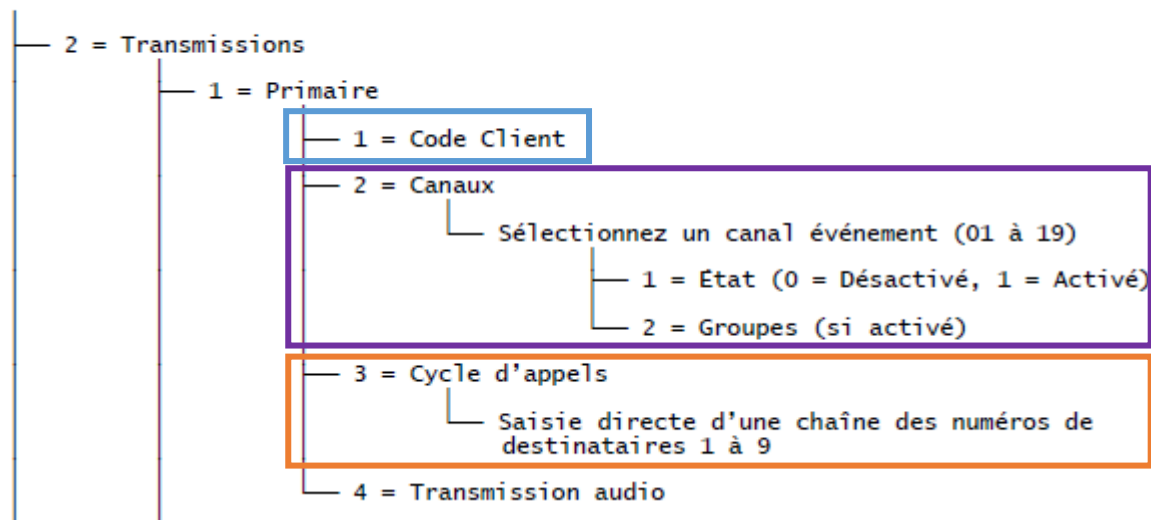 2 = Transmissions
1 = Primaire
1 = Code Client
2 = Canaux
Sélectionnez un canal événement (01 à 19)
1 = État (0 = Désactivé, 1 = Activé)
2 = Groupes (si activé)
3 = Cycle d'appels
Saisie directe d'une chaîne des numéros de
destinataires 1 à 9
4 = Transmission audio